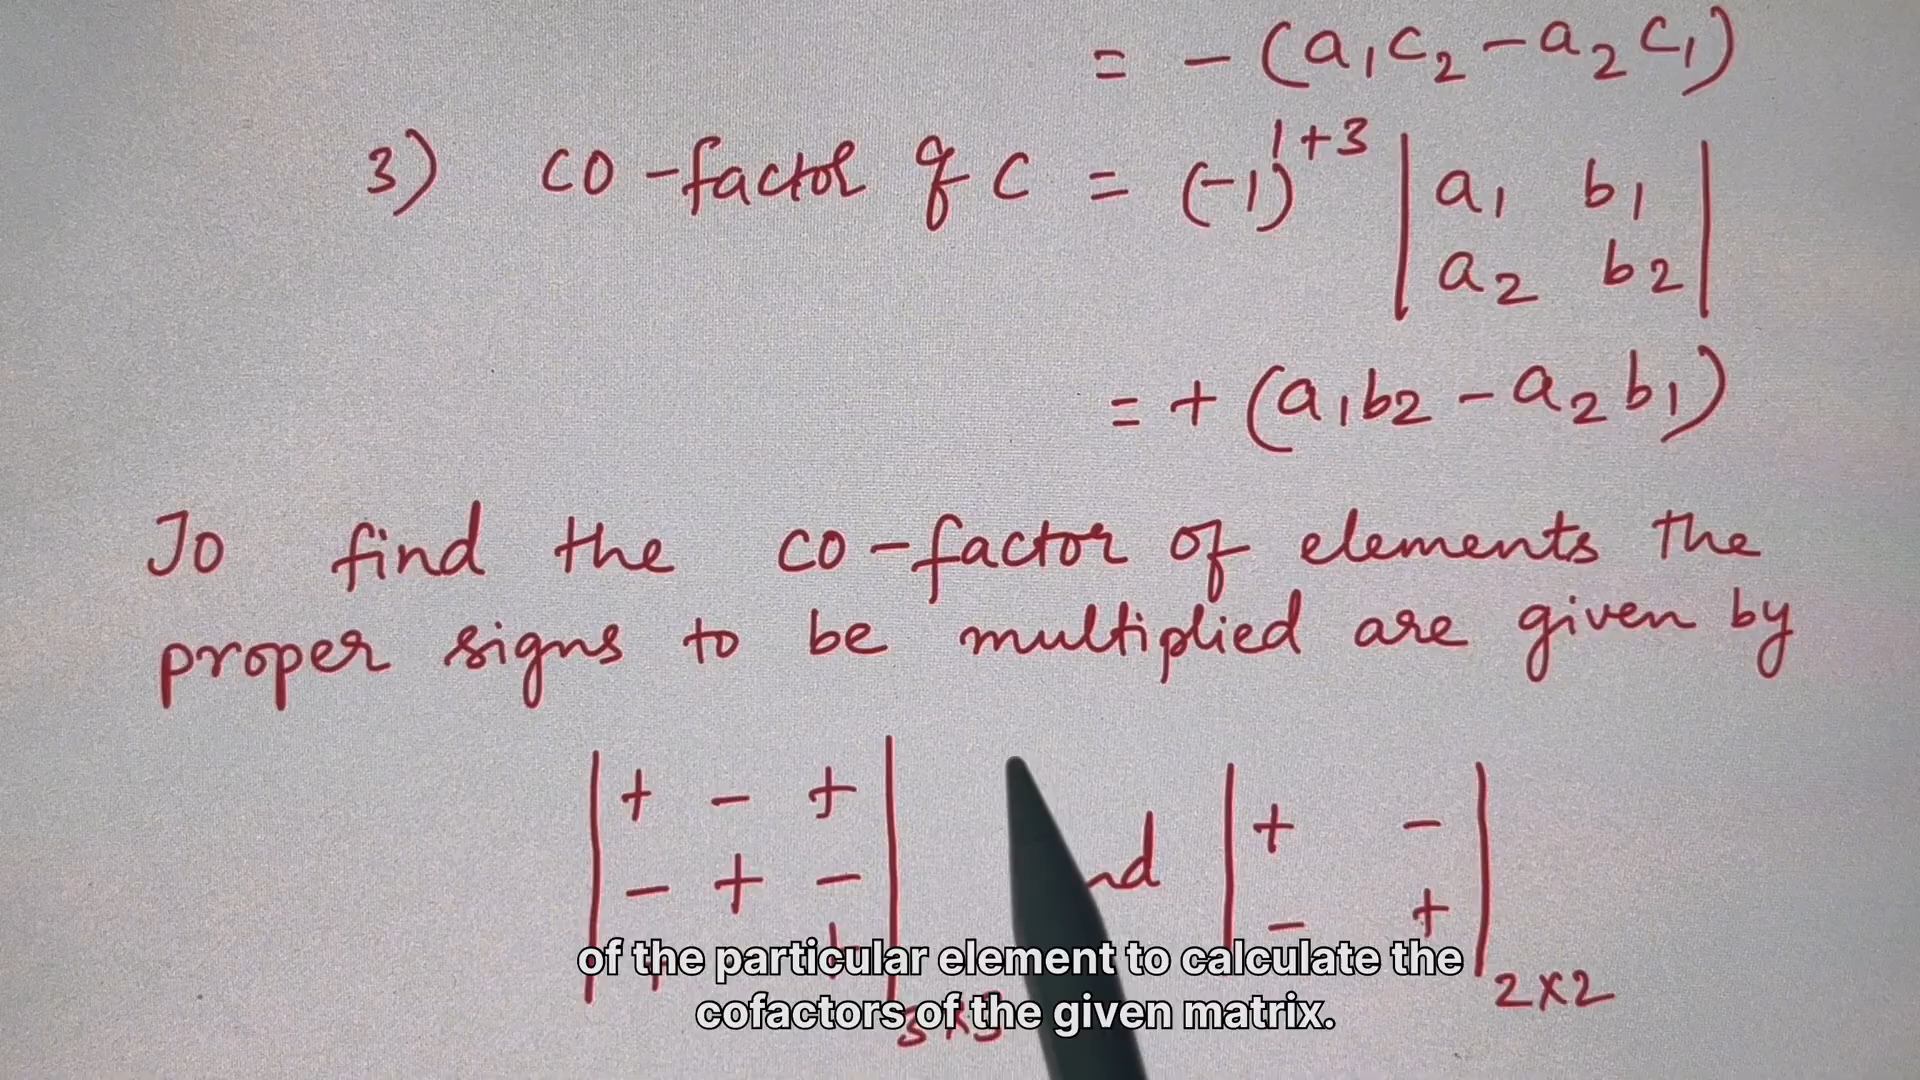 = - (a₁c₂ - a₂c₁)
3) co-factor of c = (-1)¹⁺³ | a₁ b₁ |
| a₂ b₂ |
= + (a₁b₂ - a₂b₁)
To find the co-factor of elements the
proper signs to be multiplied are given by
| + - + | | + - |
| - + - | nd | - + |
+ 2x2
of the particular element to calculate the
cofactors of the given matrix.